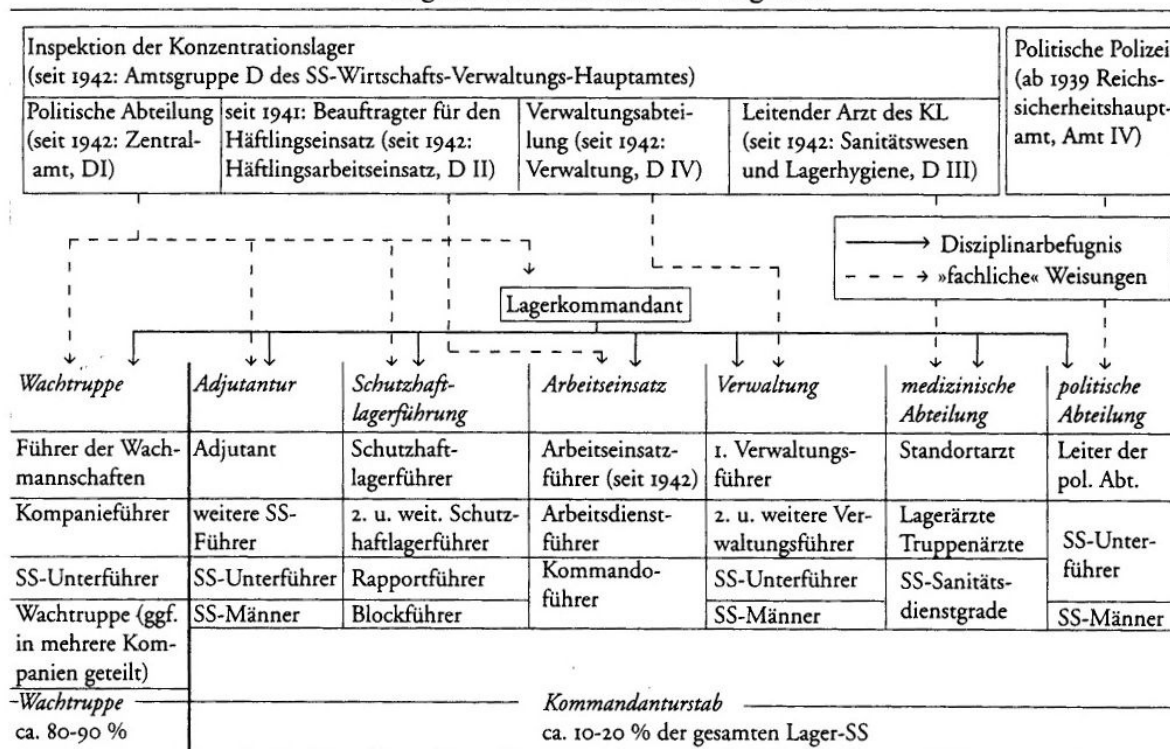 Inspektion der Konzentrationslager
(seit 1942: Amtsgruppe D des SS-Wirtschafts-Verwaltungs-Hauptamtes)
Politische Abteilung
(seit 1942: Zentral-
amt, DI)
seit 1941: Beauftragter für den
Häftlingseinsatz (seit 1942:
Häftlingsarbeitseinsatz, D II)
Verwaltungsabtei-
lung (seit 1942:
Verwaltung, D IV)
Leitender Arzt des KL
(seit 1942: Sanitätswesen
und Lagerhygiene, D III)
Politische Polizei
(ab 1939 Reichs-
sicherheitshaupt-
amt, Amt IV)
Disziplinarbefugnis
»fachliche« Weisungen
Lagerkommandant
Wachtruppe
Adjutantur
Schutzhaft-
lagerführung
Arbeitseinsatz
Verwaltung
medizinische
Abteilung
politische
Abteilung
Führer der Wach-
mannschaften
Adjutant
Schutzhaft-
lagerführer
Arbeitseinsatz-
führer (seit 1942)
1. Verwaltungs-
führer
Standortarzt
Leiter der
pol. Abt.
Kompanieführer
weitere SS-
Führer
2. u. weit. Schutz-
haftlagerführer
Arbeitsdienst-
führer
2. u. weitere Ver-
waltungsführer
Lagerärzte
Truppenärzte
SS-Unter-
führer
SS-Unterführer
SS-Unterführer
Rapportführer
Kommando-
führer
SS-Unterführer
SS-Sanitäts-
dienstgrade
Wachtruppe (ggf.
in mehrere Kom-
panien geteilt)
SS-Männer
Blockführer
SS-Männer
SS-Männer
Wachtruppe
ca. 80-90 %
Kommandanturstab
ca. 10-20 % der gesamten Lager-SS